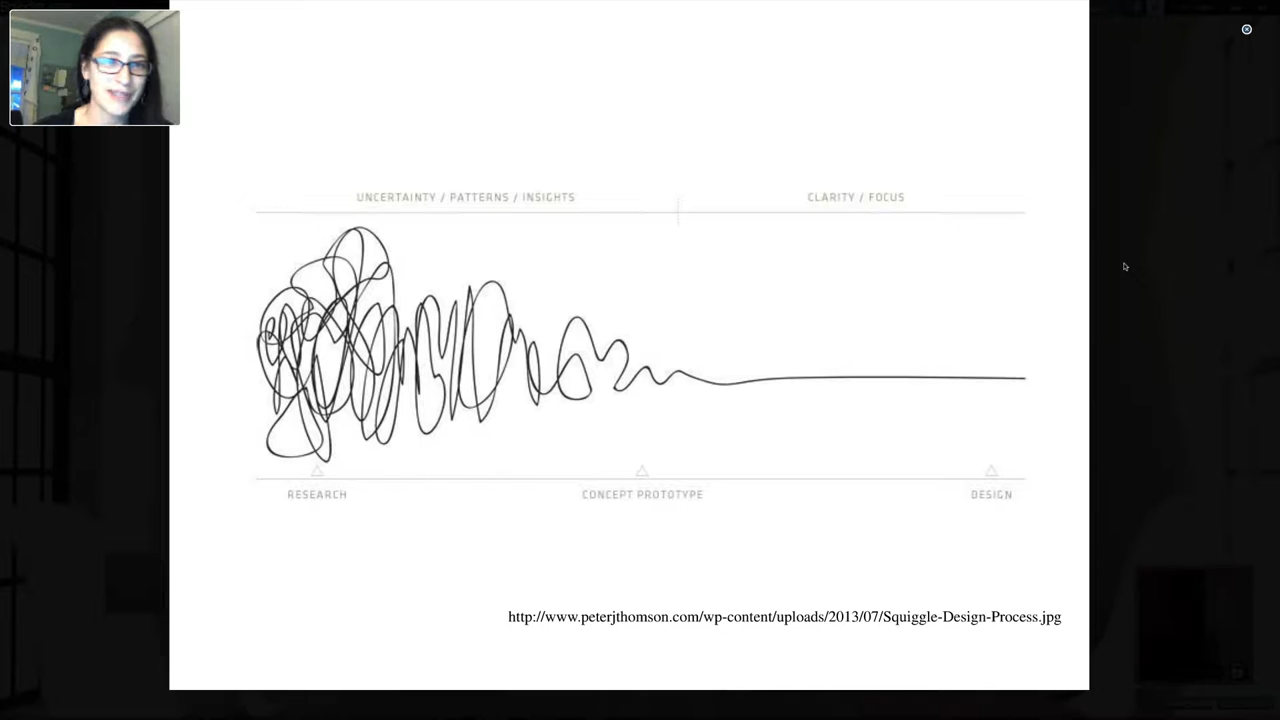 UNCERTAINTY / PATTERNS / INSIGHTS
CLARITY / FOCUS
RESEARCH
CONCEPT PROTOTYPE
DESIGN
http://www.peterjthomson.com/wp-content/uploads/2013/07/Squiggle-Design-Process.jpg